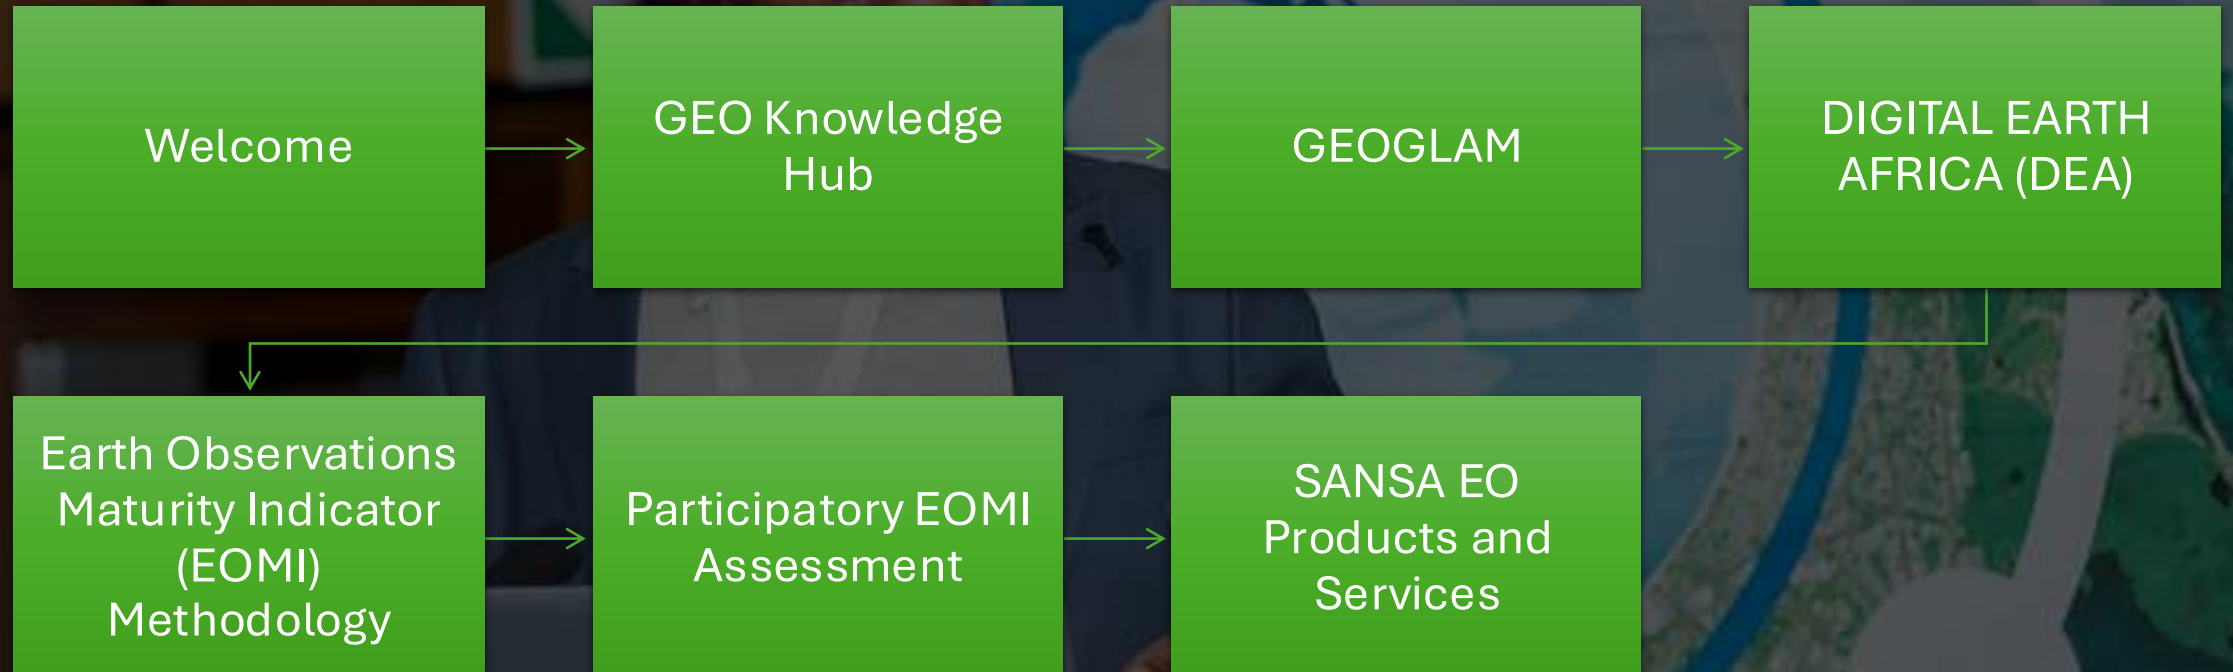 Welcome
GEO Knowledge
Hub
GEOGLAM
DIGITAL EARTH
AFRICA (DEA)
Earth Observations
Maturity Indicator
(EOMI)
Methodology
Participatory EOMI
Assessment
SANSA EO
Products and
Services